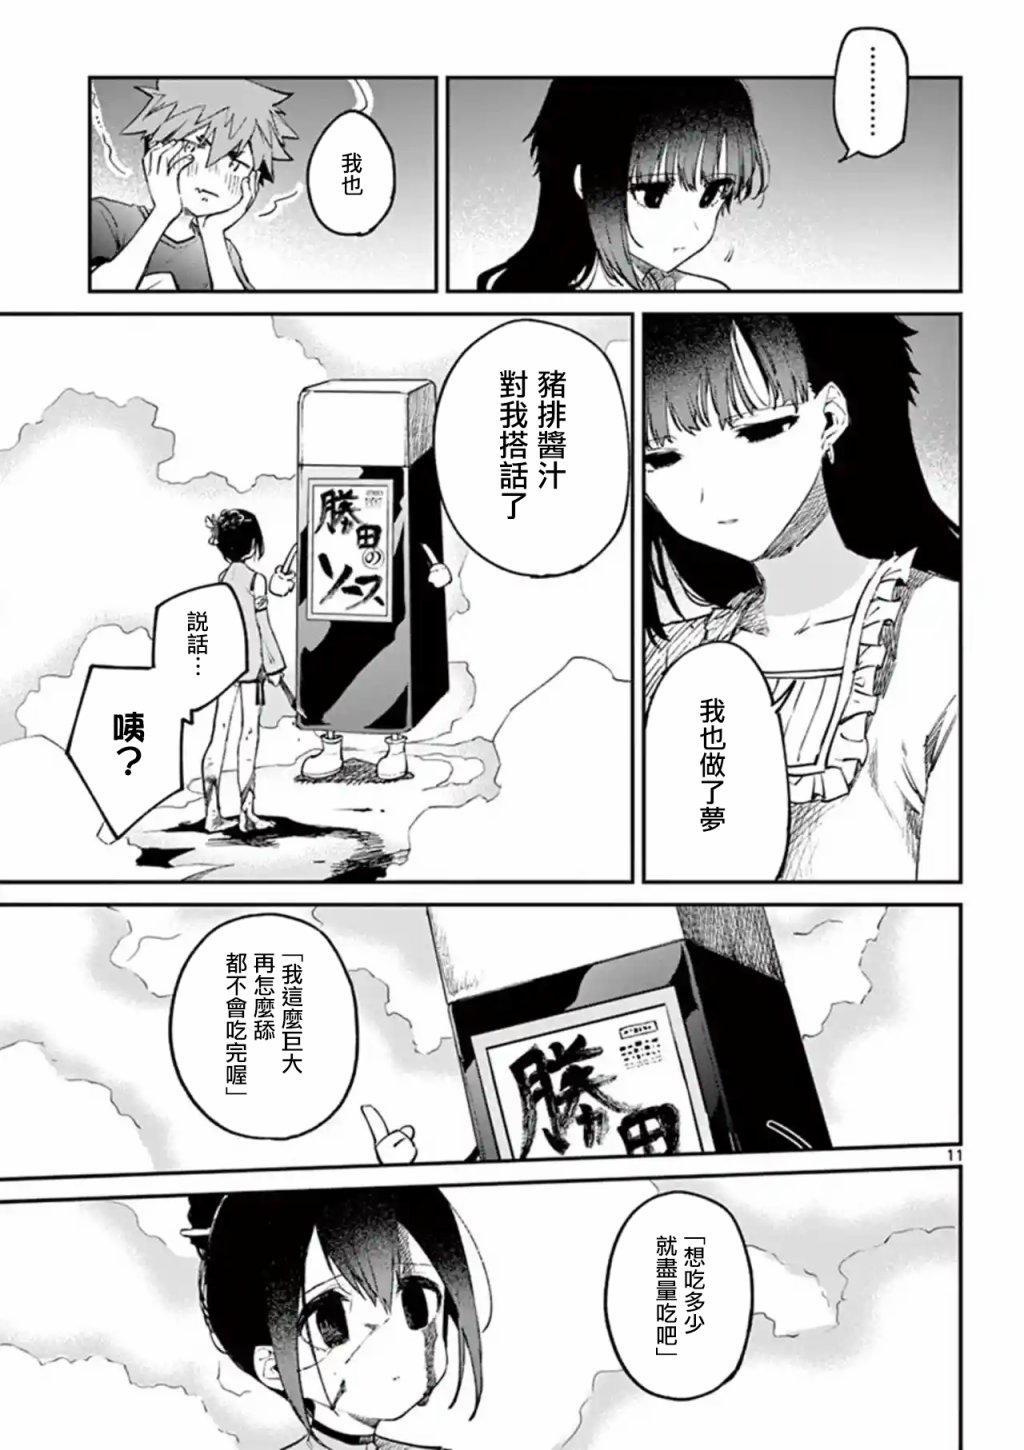 ………
我也
我也做了夢
豬排醬汁
對我搭話了
勝田の
ソース
説話…
咦？
「我這麼巨大
再怎麼舔
都不會吃完喔」
勝田
11
「想吃多少
就盡量吃吧」